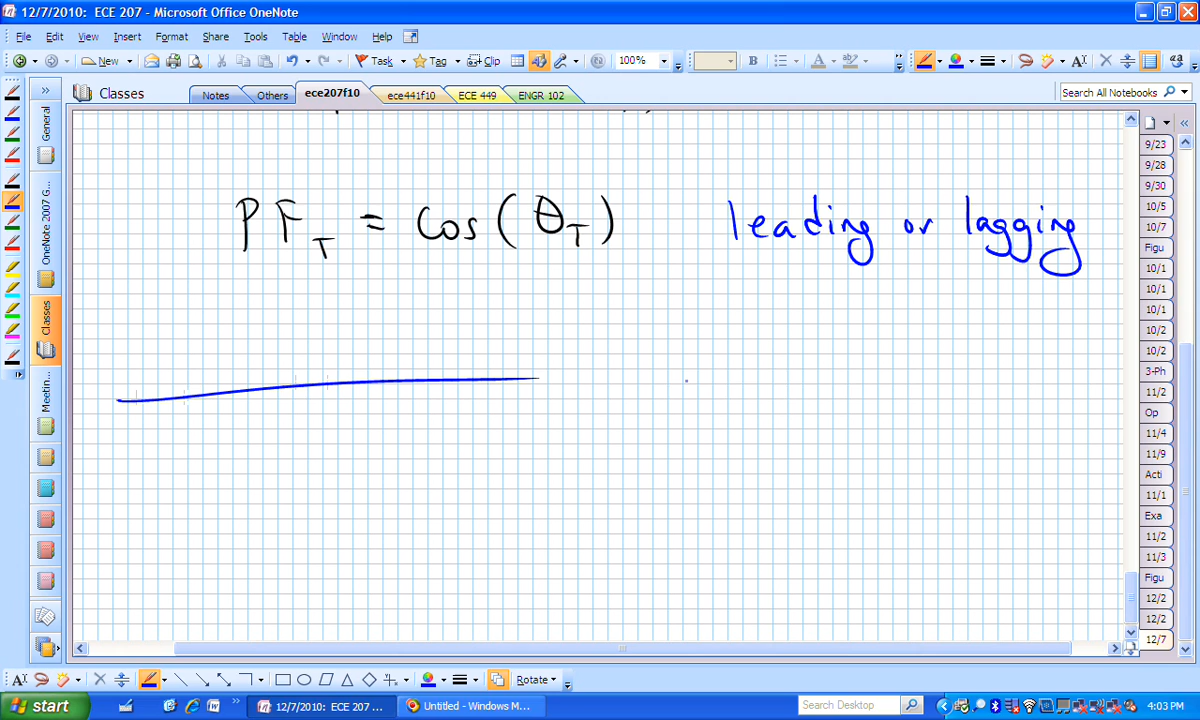 12/7/2010: ECE 207 - Microsoft Office OneNote
File Edit View Insert Format Share Tools Table Window Help
New Task Tag Clip 100% B A ab A
Classes Notes Others ece207f10 ece441f10 ECE 449 ENGR 102 Search All Notebooks
General
OneNote 2007 G...
Classes
Meetin...
PF_T = cos(θ_T) leading or lagging
9/23
9/28
9/30
10/5
10/7
Figu
10/1
10/1
10/1
10/2
10/2
3-Ph
11/2
Op
11/4
11/9
Acti
11/1
Exa
11/2
11/3
Figu
12/2
12/2
12/7
Rotate
start 12/7/2010: ECE 207 ... Untitled - Windows M... Search Desktop 4:03 PM